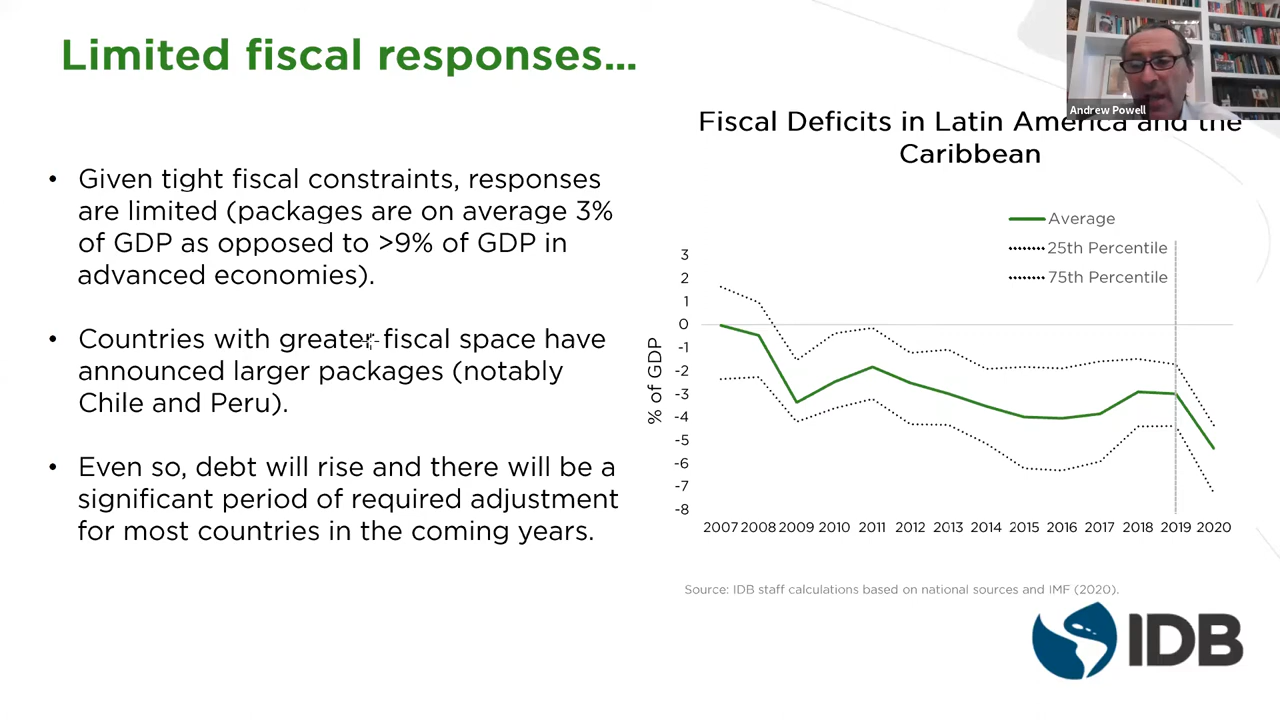 Limited fiscal responses...
Andrew Powell
Fiscal Deficits in Latin America and the
Caribbean
• Given tight fiscal constraints, responses
are limited (packages are on average 3%
of GDP as opposed to >9% of GDP in
advanced economies).
• Countries with greater fiscal space have
announced larger packages (notably
Chile and Peru).
• Even so, debt will rise and there will be a
significant period of required adjustment
for most countries in the coming years.
Average
25th Percentile
75th Percentile
% of GDP
3
2
1
0
-1
-2
-3
-4
-5
-6
-7
-8
2007 2008 2009 2010 2011 2012 2013 2014 2015 2016 2017 2018 2019 2020
Source: IDB staff calculations based on national sources and IMF (2020).
IDB